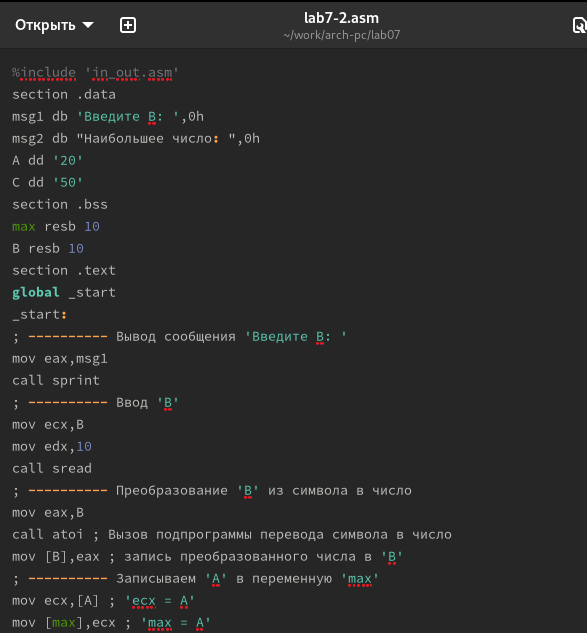 Открыть
lab7-2.asm
~/work/arch-pc/lab07
%include 'in_out.asm'
section .data
msg1 db 'Введите B: ',0h
msg2 db "Наибольшее число: ",0h
A dd '20'
C dd '50'
section .bss
max resb 10
B resb 10
section .text
global _start
_start:
; ---------- Вывод сообщения 'Введите B: '
mov eax,msg1
call sprint
; ---------- Ввод 'B'
mov ecx,B
mov edx,10
call sread
; ---------- Преобразование 'B' из символа в число
mov eax,B
call atoi ; Вызов подпрограммы перевода символа в число
mov [B],eax ; запись преобразованного числа в 'B'
; ---------- Записываем 'A' в переменную 'max'
mov ecx,[A] ; 'ecx = A'
mov [max],ecx ; 'max = A'